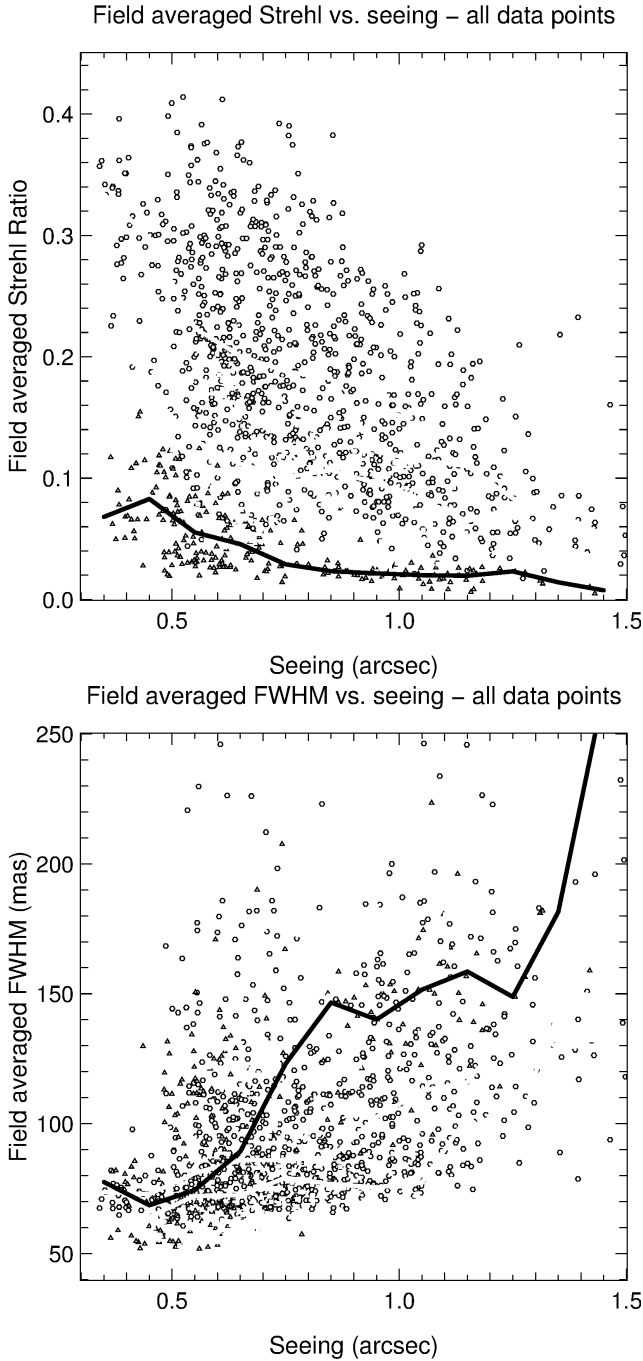 Field averaged Strehl vs. seeing – all data points
Field averaged Strehl Ratio
0.4
0.3
0.2
0.1
0.0
0.5
1.0
1.5
Seeing (arcsec)
Field averaged FWHM vs. seeing – all data points
Field averaged FWHM (mas)
250
200
150
100
50
0.5
1.0
1.5
Seeing (arcsec)